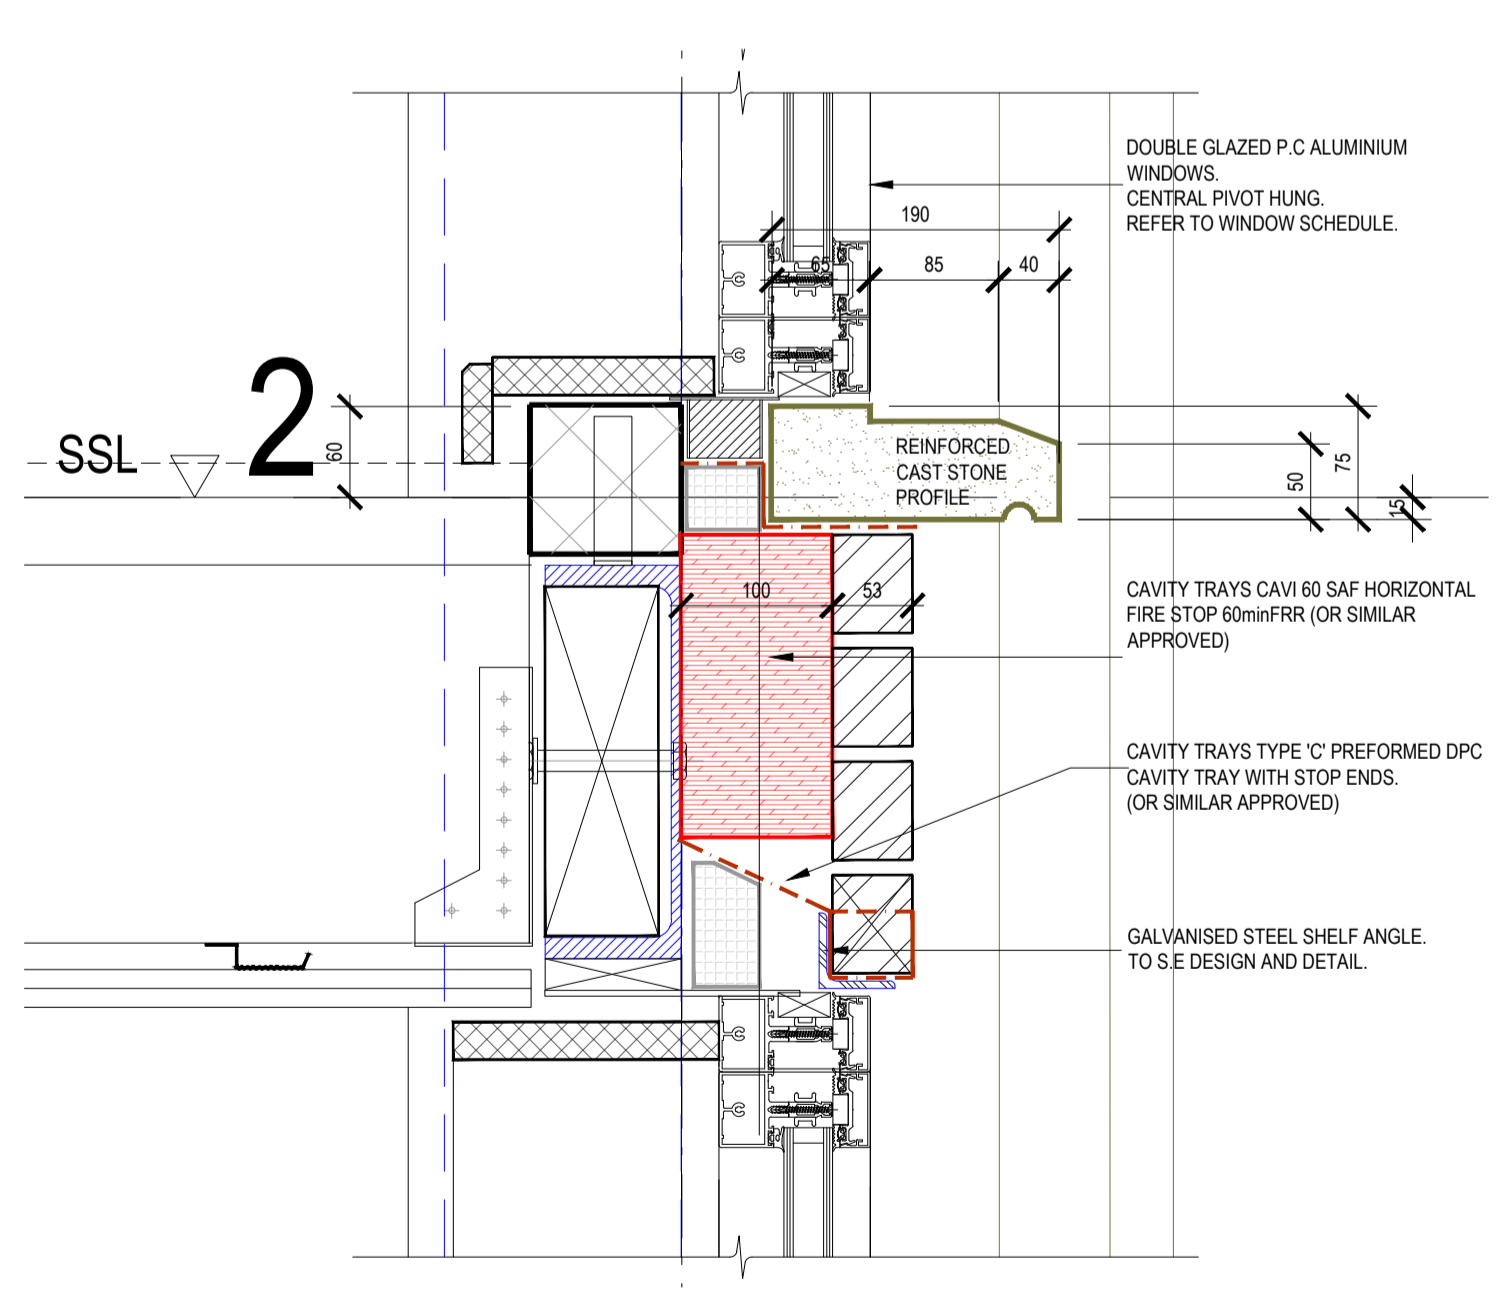 DOUBLE GLAZED P.C ALUMINIUM
WINDOWS.
CENTRAL PIVOT HUNG.
REFER TO WINDOW SCHEDULE.
190
65
85
40
2
SSL
60
REINFORCED
CAST STONE
PROFILE
50
75
15
100
53
CAVITY TRAYS CAVI 60 SAF HORIZONTAL
FIRE STOP 60minFRR (OR SIMILAR
APPROVED)
CAVITY TRAYS TYPE 'C' PREFORMED DPC
CAVITY TRAY WITH STOP ENDS.
(OR SIMILAR APPROVED)
GALVANISED STEEL SHELF ANGLE.
TO S.E DESIGN AND DETAIL.